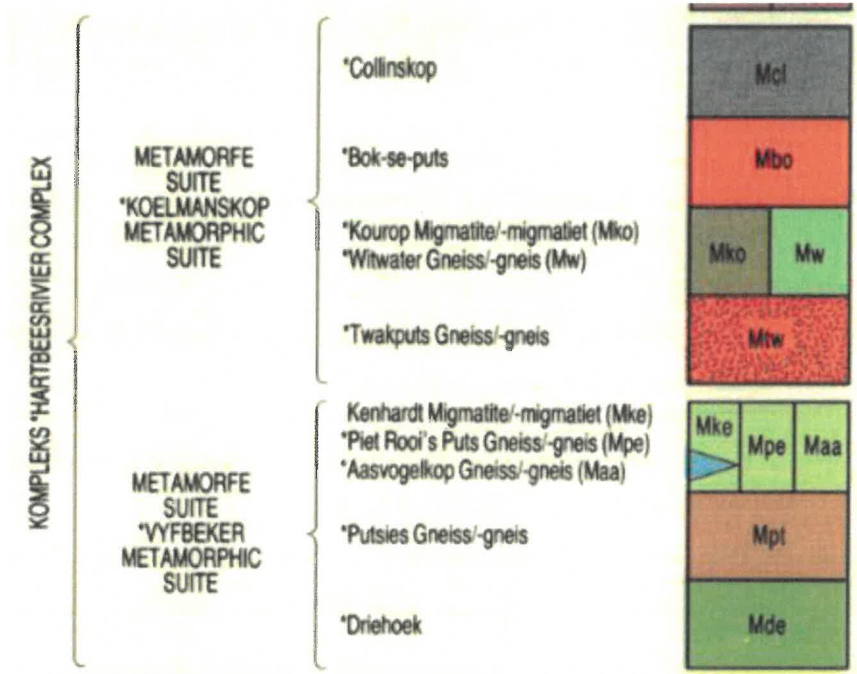 KOMPLEKS *HARTBEESRIVIER COMPLEX
METAMORFE
SUITE
*KOELMANSKOP
METAMORPHIC
SUITE
*Collinskop
Mcl
*Bok-se-puts
Mbo
*Kourop Migmatite/-migmatiet (Mko)
*Witwater Gneiss/-gneis (Mw)
Mko
Mw
*Twakputs Gneiss/-gneis
Mtw
METAMORFE
SUITE
*VYFBEKER
METAMORPHIC
SUITE
Kenhardt Migmatite/-migmatiet (Mke)
*Piet Rooi's Puts Gneiss/-gneis (Mpe)
*Aasvogelkop Gneiss/-gneis (Maa)
Mke
Mpe
Maa
*Putsies Gneiss/-gneis
Mpt
*Driehoek
Mde